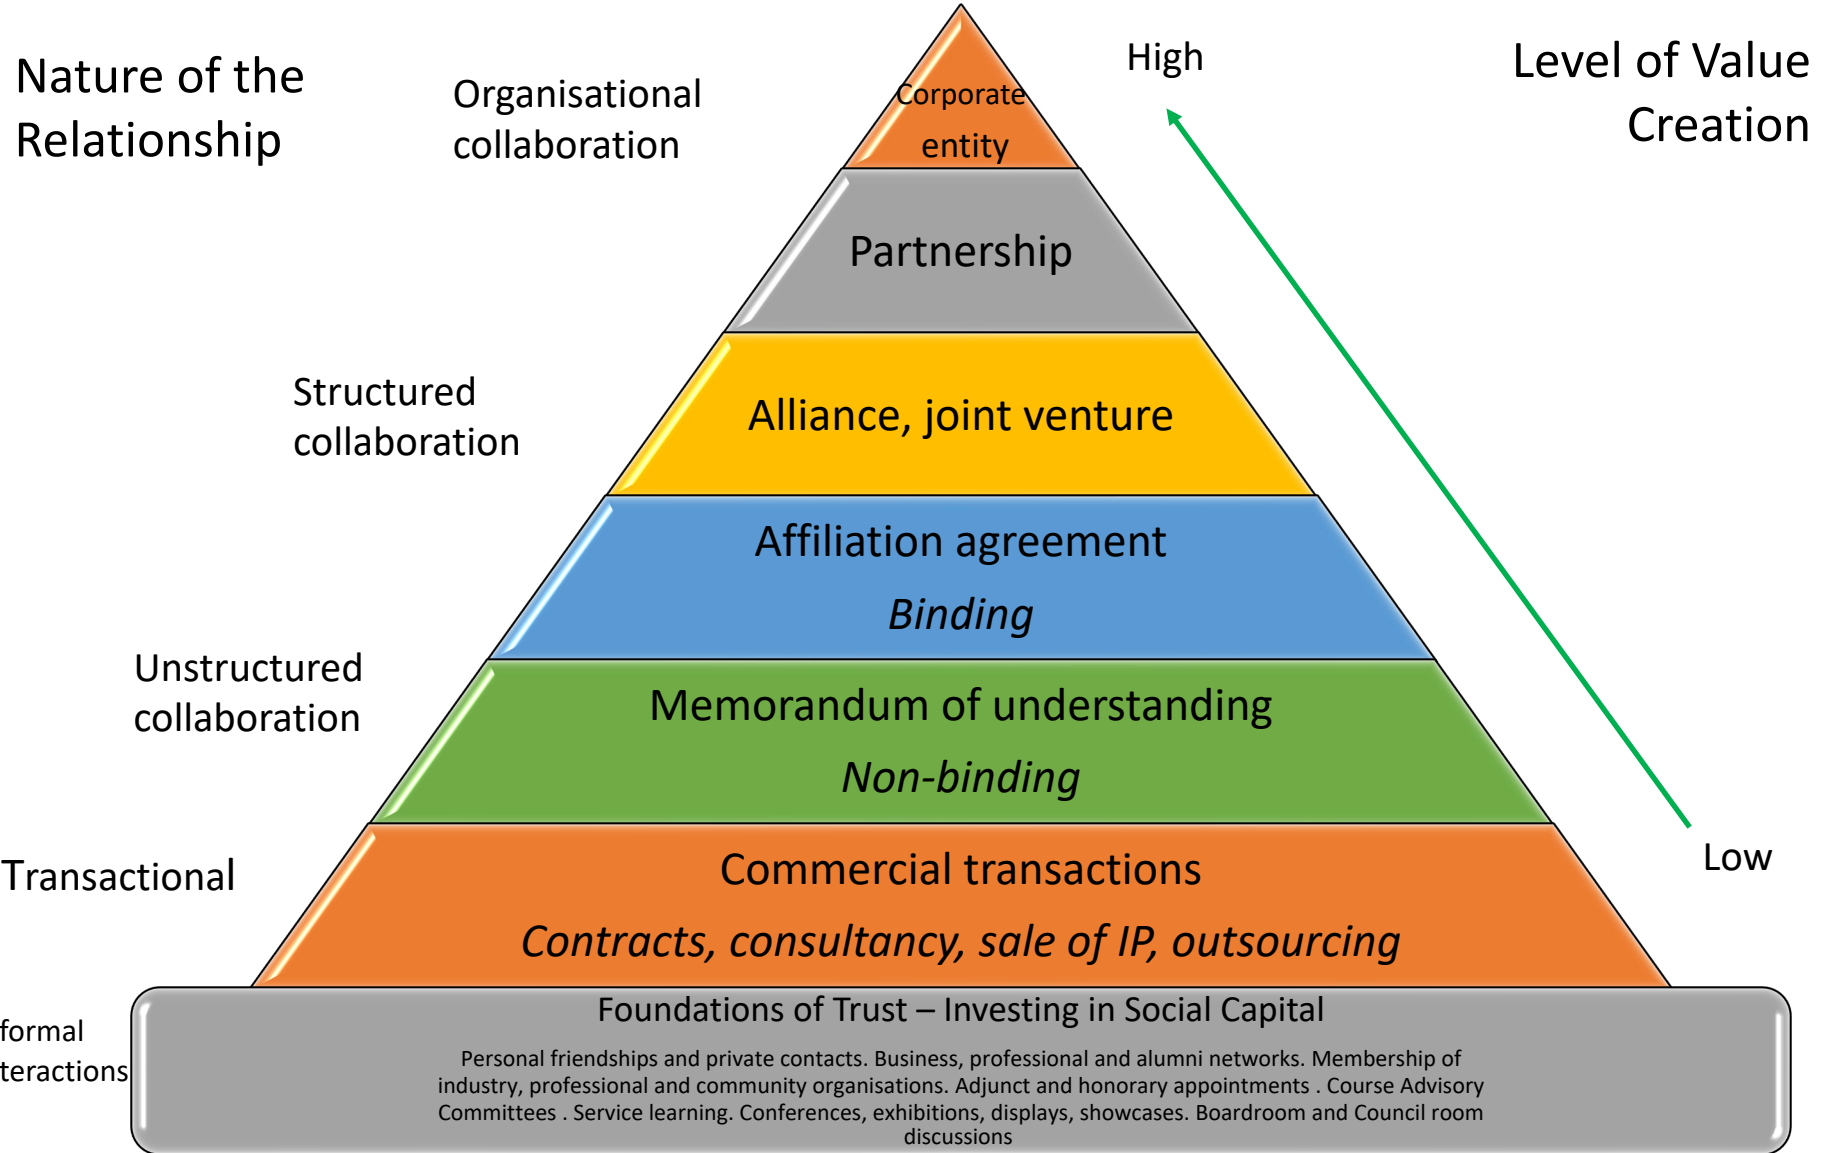 Nature of the
Relationship
Organisational
collaboration
High
Level of Value
Creation
Corporate
entity
Partnership
Structured
collaboration
Alliance, joint venture
Affiliation agreement
Binding
Unstructured
collaboration
Memorandum of understanding
Non-binding
Transactional
Commercial transactions
Contracts, consultancy, sale of IP, outsourcing
Low
formal
teractions
Foundations of Trust – Investing in Social Capital
Personal friendships and private contacts. Business, professional and alumni networks. Membership of
industry, professional and community organisations. Adjunct and honorary appointments . Course Advisory
Committees . Service learning. Conferences, exhibitions, displays, showcases. Boardroom and Council room
discussions